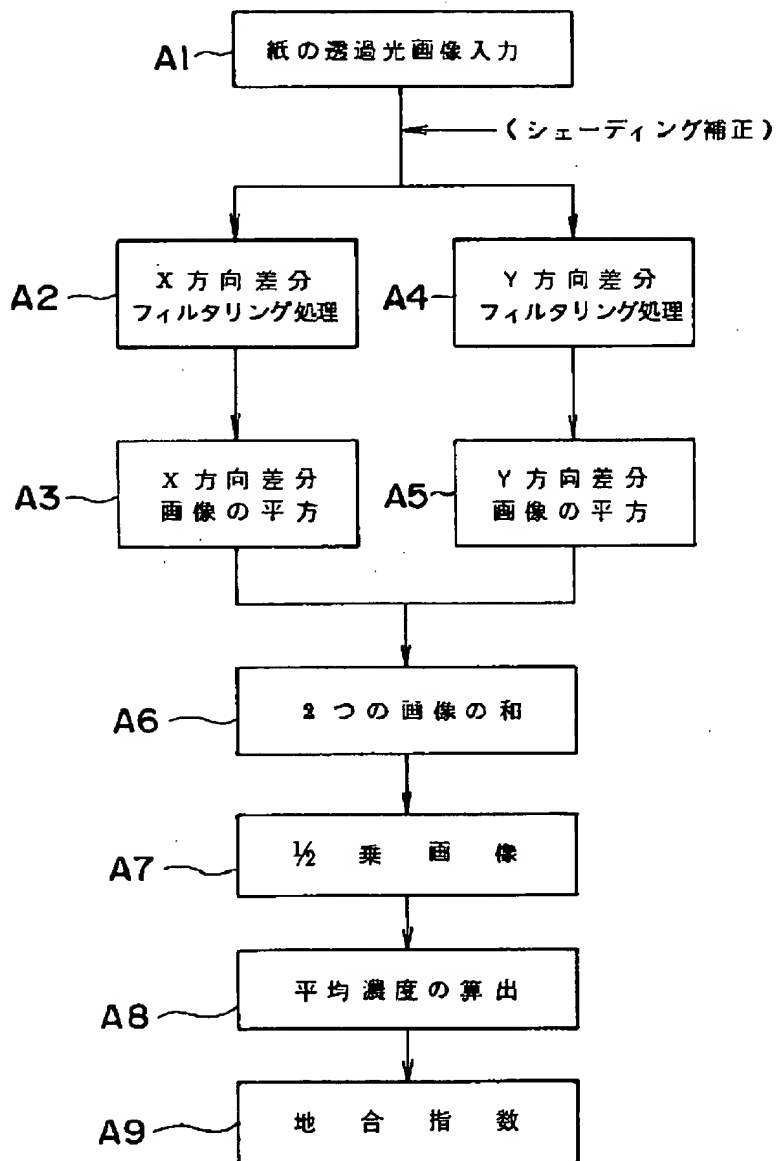 A1
紙の透過光画像入力
(シェーディング補正)
A2
X方向差分
フィルタリング処理
A4
Y方向差分
フィルタリング処理
A3
X方向差分
画像の平方
A5
Y方向差分
画像の平方
A6
2つの画像の和
A7
½乗画像
A8
平均濃度の算出
A9
地合指数